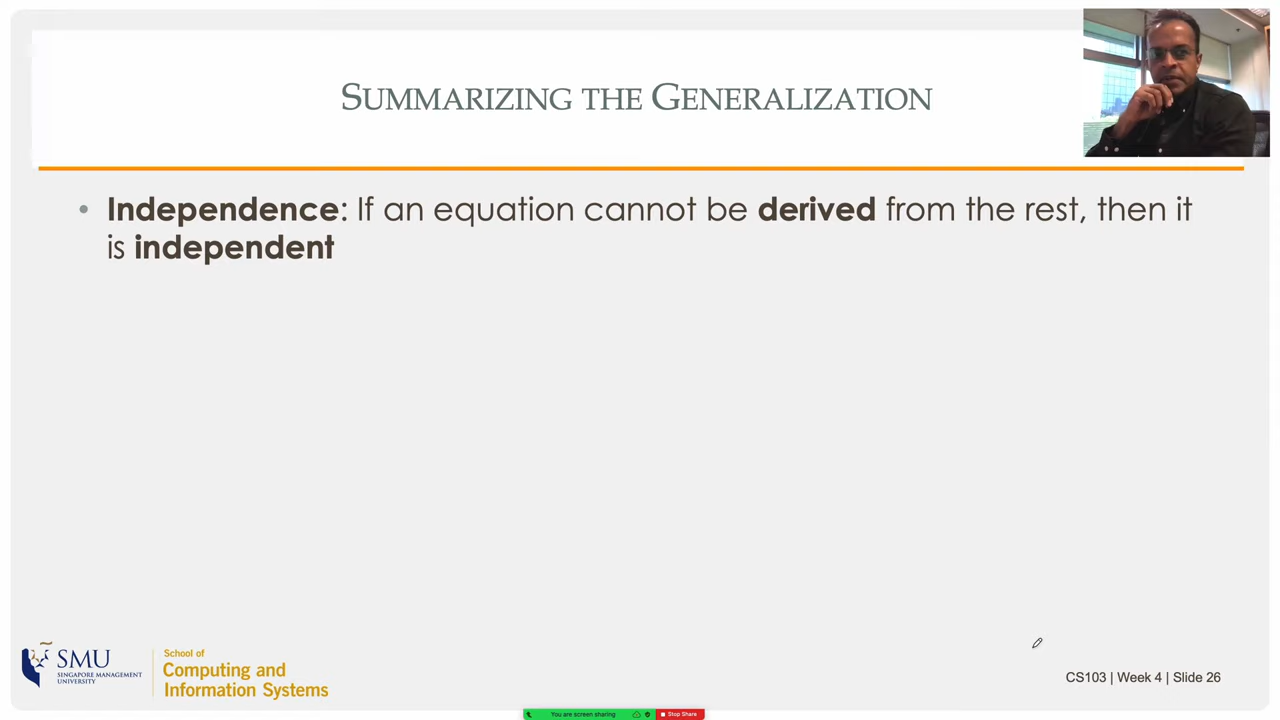 SUMMARIZING THE GENERALIZATION
• Independence: If an equation cannot be derived from the rest, then it
is independent
SMU
SINGAPORE MANAGEMENT
UNIVERSITY
School of
Computing and
Information Systems
CS103 | Week 4 | Slide 26
You are screen sharing
Stop Share